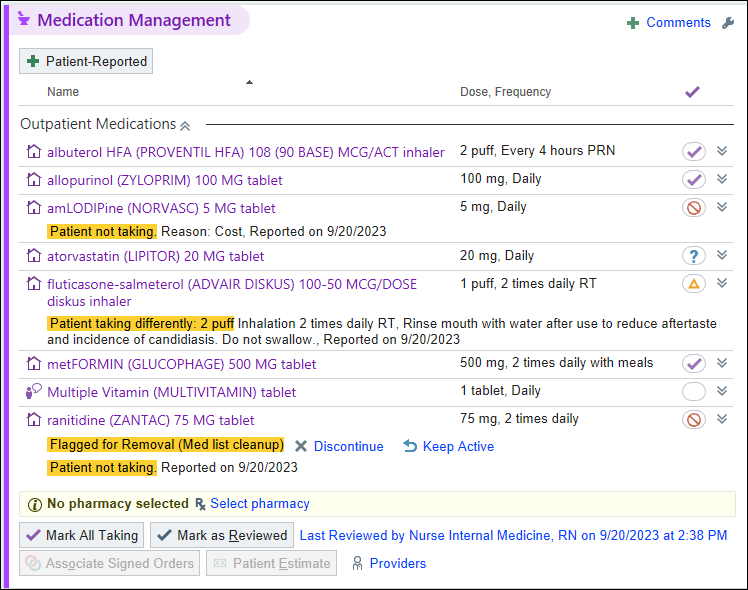 Medication Management
Comments
Patient-Reported
Name Dose, Frequency
Outpatient Medications
albuterol HFA (PROVENTIL HFA) 108 (90 BASE) MCG/ACT inhaler 2 puff, Every 4 hours PRN
allopurinol (ZYLOPRIM) 100 MG tablet 100 mg, Daily
amLODIPine (NORVASC) 5 MG tablet 5 mg, Daily
Patient not taking. Reason: Cost, Reported on 9/20/2023
atorvastatin (LIPITOR) 20 MG tablet 20 mg, Daily
?
fluticasone-salmeterol (ADVAIR DISKUS) 100-50 MCG/DOSE 1 puff, 2 times daily RT
diskus inhaler
Patient taking differently: 2 puff Inhalation 2 times daily RT, Rinse mouth with water after use to reduce aftertaste
and incidence of candidiasis. Do not swallow., Reported on 9/20/2023
metFORMIN (GLUCOPHAGE) 500 MG tablet 500 mg, 2 times daily with meals
Multiple Vitamin (MULTIVITAMIN) tablet 1 tablet, Daily
ranitidine (ZANTAC) 75 MG tablet 75 mg, 2 times daily
Flagged for Removal (Med list cleanup) Discontinue Keep Active
Patient not taking. Reported on 9/20/2023
No pharmacy selected Select pharmacy
Mark All Taking Mark as Reviewed Last Reviewed by Nurse Internal Medicine, RN on 9/20/2023 at 2:38 PM
Associate Signed Orders Patient Estimate Providers